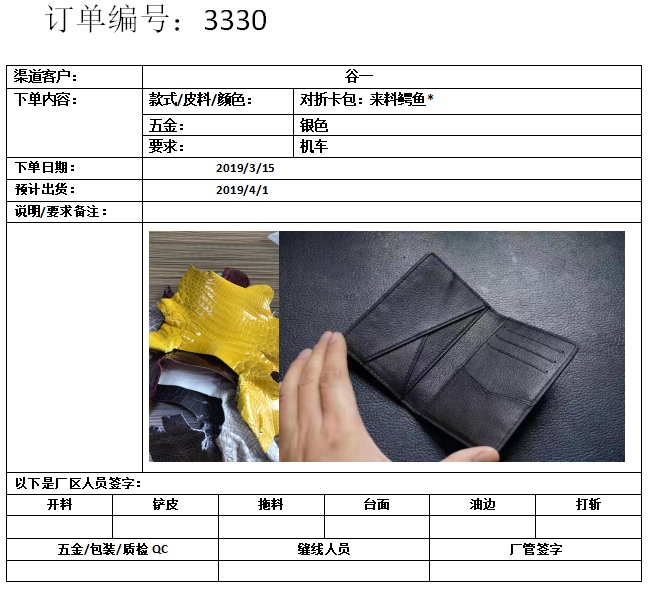 订单编号：3330
渠道客户： 谷一
下单内容： 款式/皮料/颜色： 对折卡包：来料鳄鱼*
五金： 银色
要求： 机车
下单日期： 2019/3/15
预计出货： 2019/4/1
说明/要求备注：
以下是厂区人员签字：
开料 铲皮 拖料 台面 油边 打斩
五金/包装/质检 QC 缝线人员 厂管签字